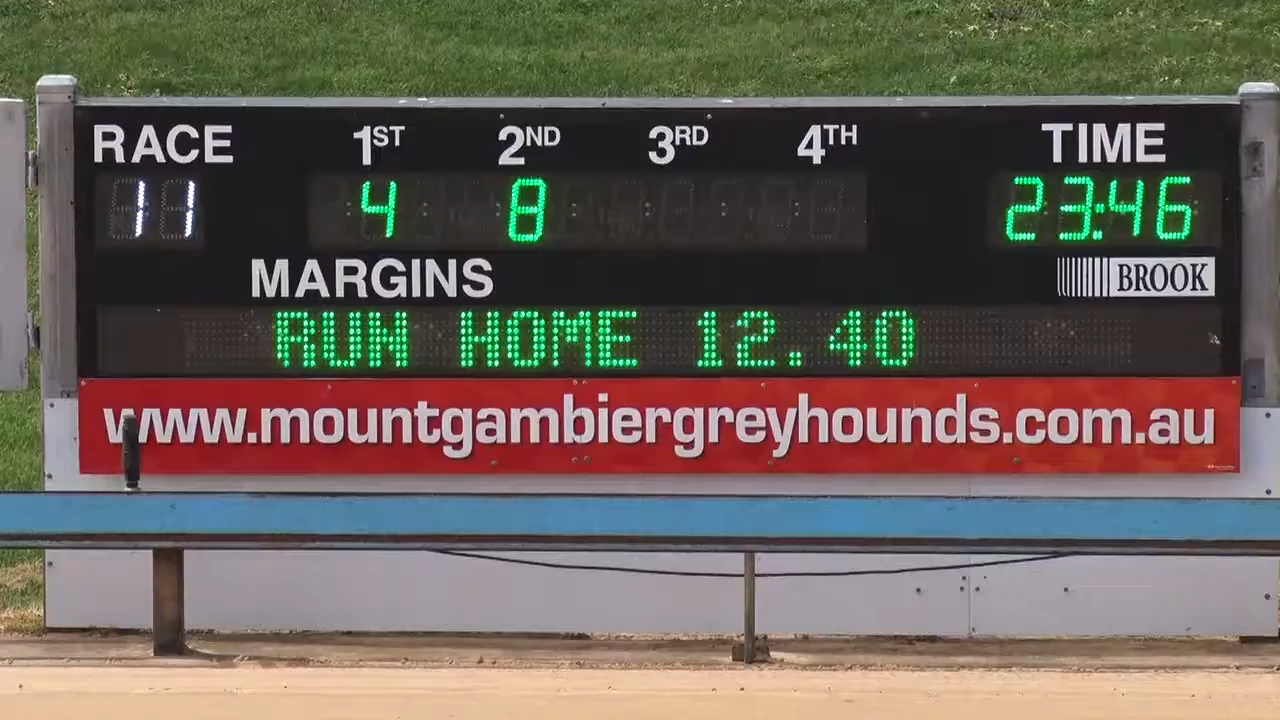 RACE 1ST 2ND 3RD 4TH TIME
11 4 8 23:46
MARGINS BROOK
RUN HOME 12.40
www.mountgambiergreyhounds.com.au